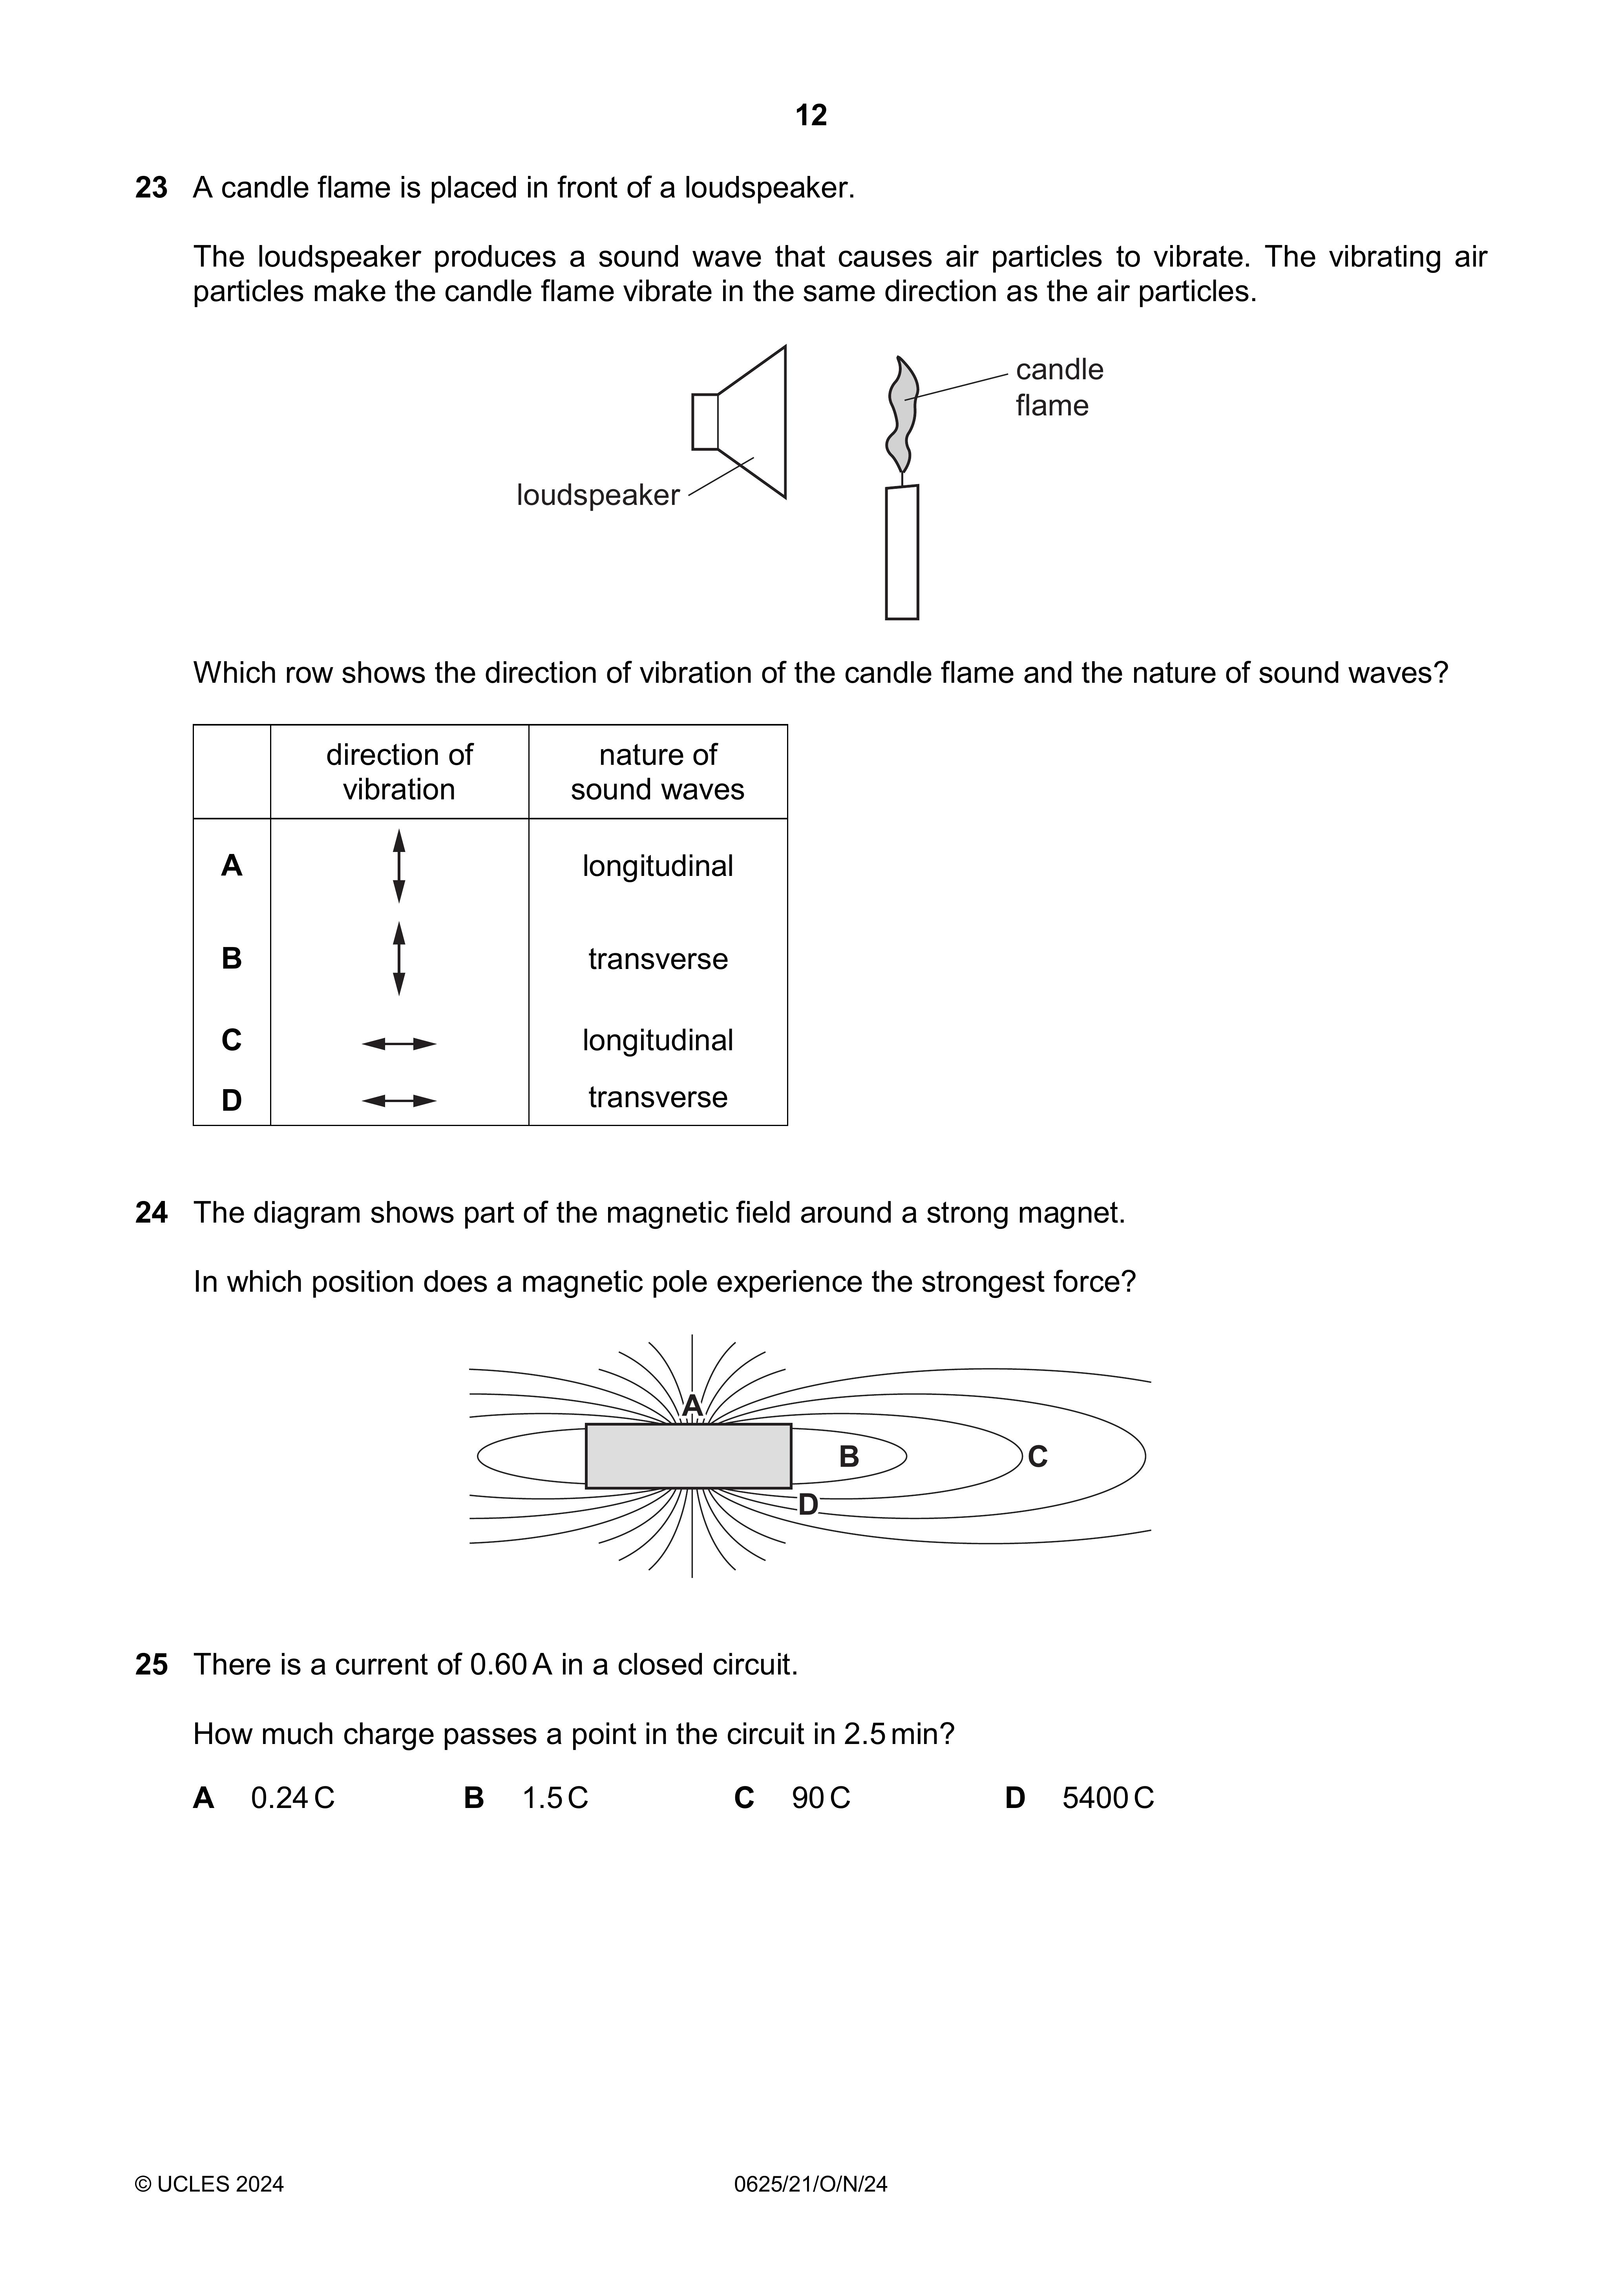 12
23 A candle flame is placed in front of a loudspeaker.
The loudspeaker produces a sound wave that causes air particles to vibrate. The vibrating air
particles make the candle flame vibrate in the same direction as the air particles.
candle
flame
loudspeaker
Which row shows the direction of vibration of the candle flame and the nature of sound waves?
direction of vibration nature of sound waves
A longitudinal
B transverse
C longitudinal
D transverse
24 The diagram shows part of the magnetic field around a strong magnet.
In which position does a magnetic pole experience the strongest force?
A
B C
D
25 There is a current of 0.60 A in a closed circuit.
How much charge passes a point in the circuit in 2.5 min?
A 0.24 C B 1.5 C C 90 C D 5400 C
© UCLES 2024 0625/21/O/N/24